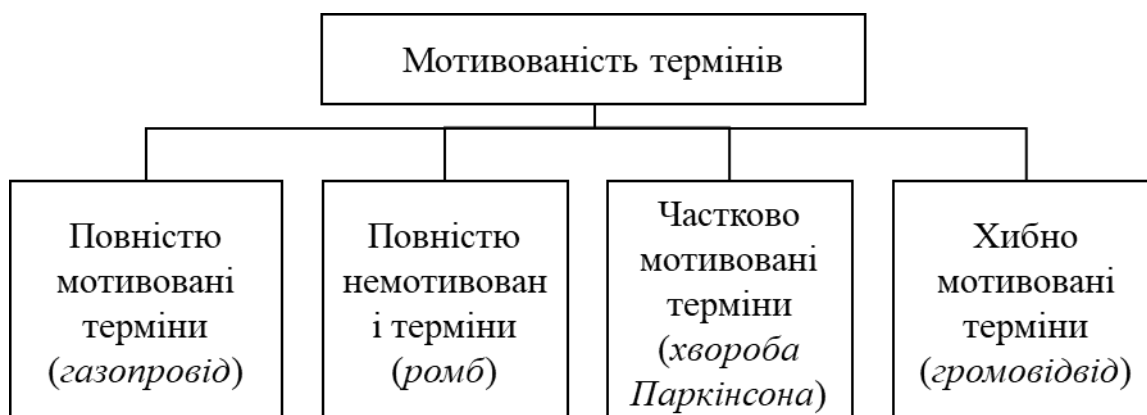 Мотивованість термінів
Повністю
мотивовані
терміни
(газопровід)
Повністю
немотивован
і терміни
(ромб)
Частково
мотивовані
терміни
(хвороба
Паркінсона)
Хибно
мотивовані
терміни
(громовідвід)